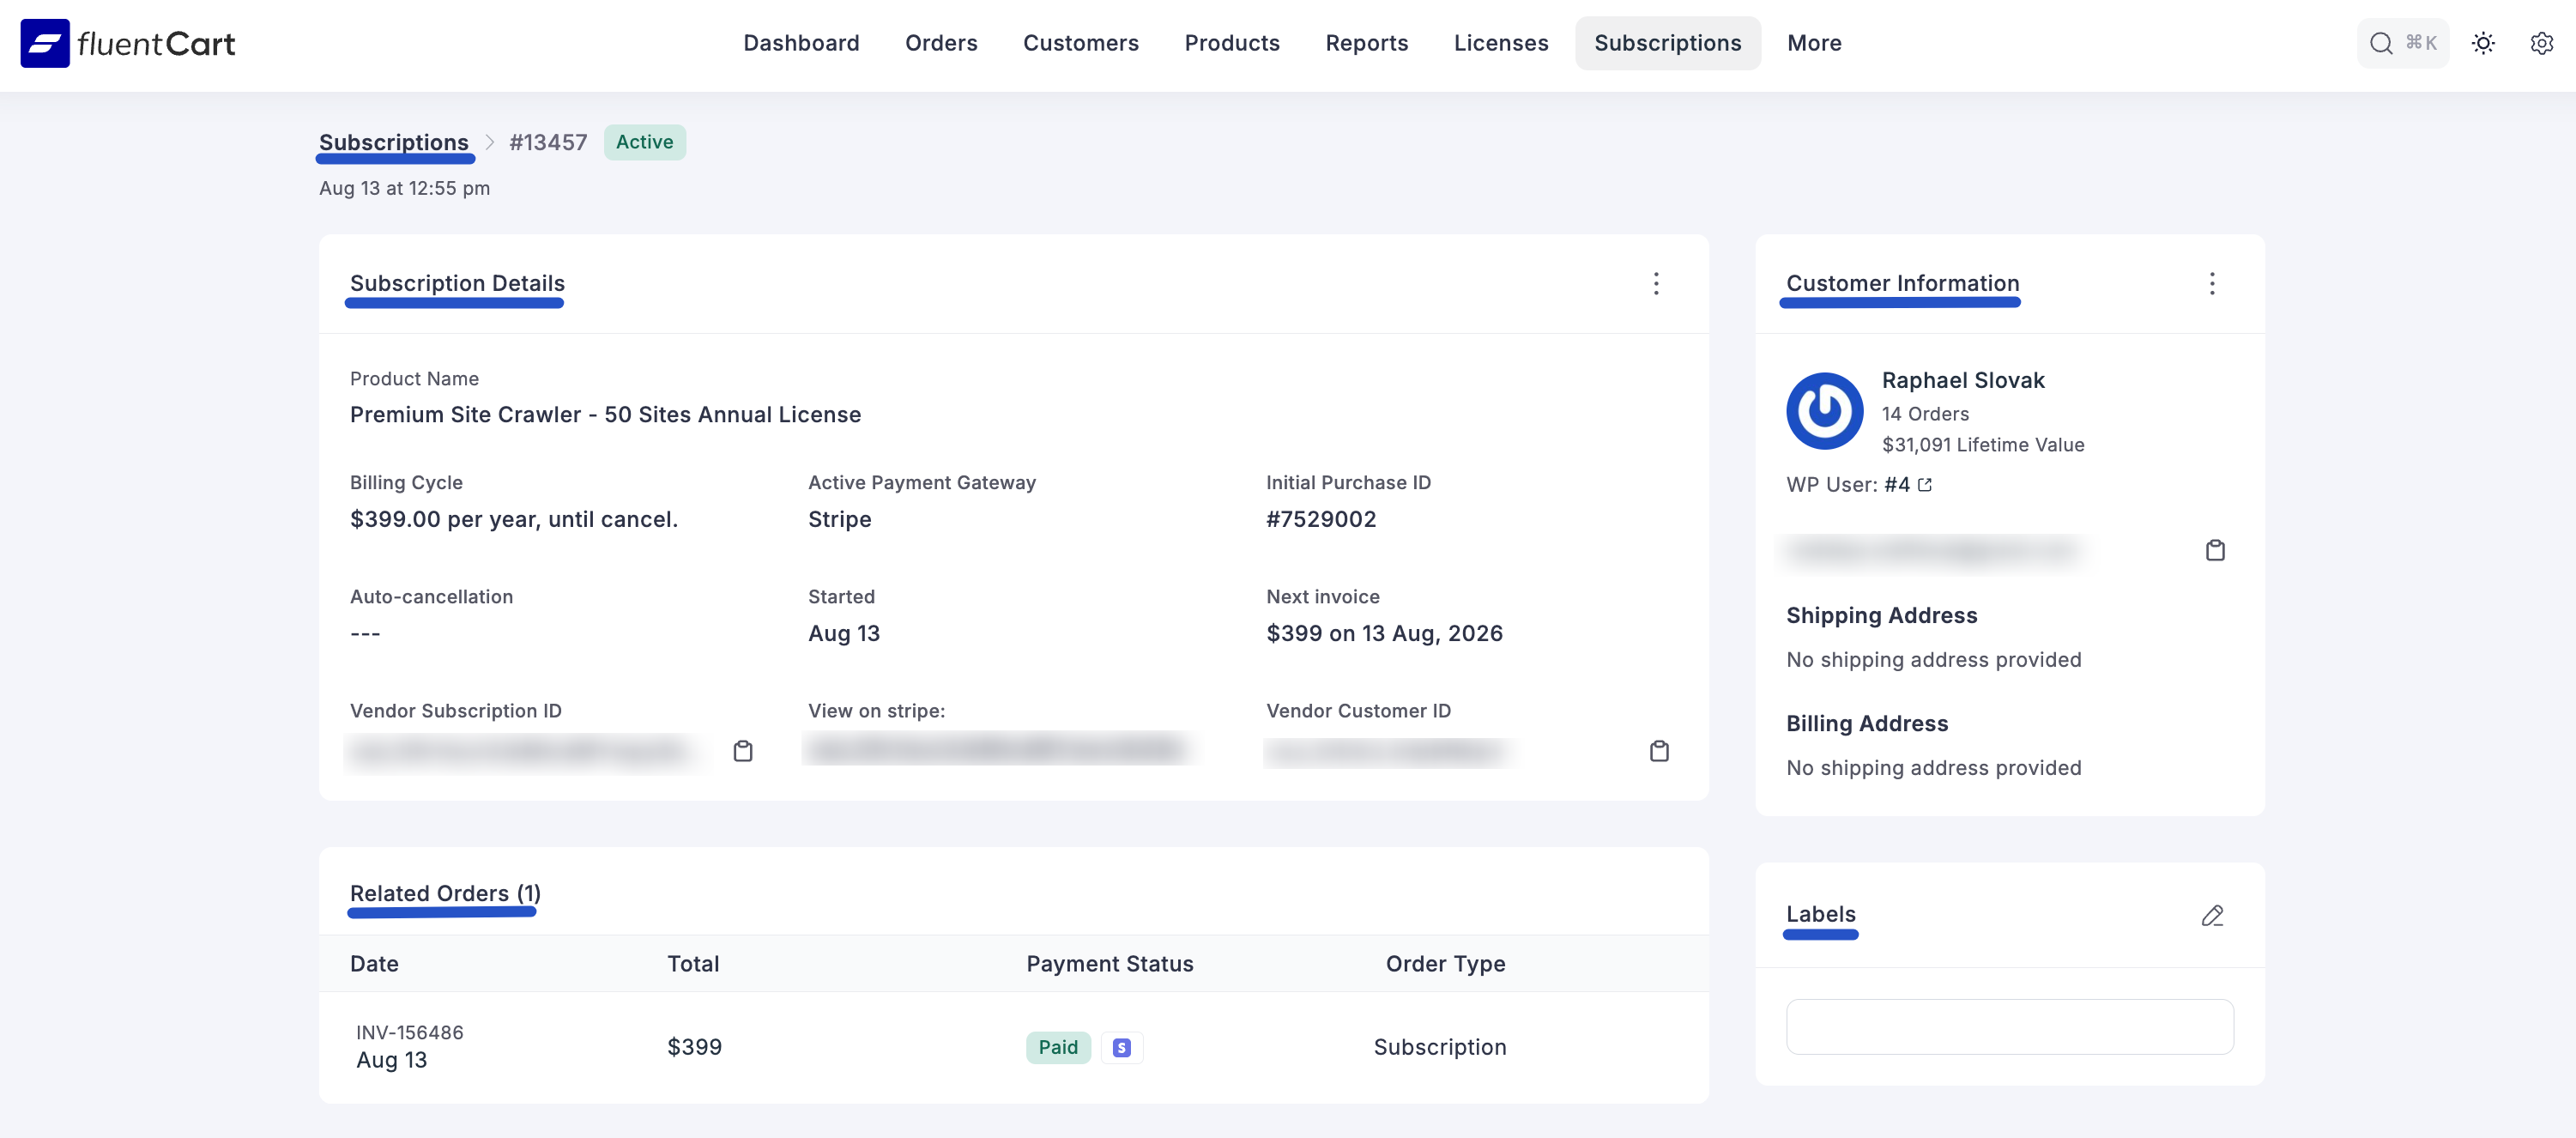 fluentCart
Dashboard
Orders
Customers
Products
Reports
Licenses
Subscriptions
More
⌘K
Subscriptions > #13457 Active
Aug 13 at 12:55 pm
Subscription Details
Product Name
Premium Site Crawler - 50 Sites Annual License
Billing Cycle
$399.00 per year, until cancel.
Active Payment Gateway
Stripe
Initial Purchase ID
#7529002
Auto-cancellation
---
Started
Aug 13
Next invoice
$399 on 13 Aug, 2026
Vendor Subscription ID
View on stripe:
Vendor Customer ID
Related Orders (1)
Date Total Payment Status Order Type
INV-156486
Aug 13
$399
Paid
S
Subscription
Customer Information
Raphael Slovak
14 Orders
$31,091 Lifetime Value
WP User: #4
Shipping Address
No shipping address provided
Billing Address
No shipping address provided
Labels